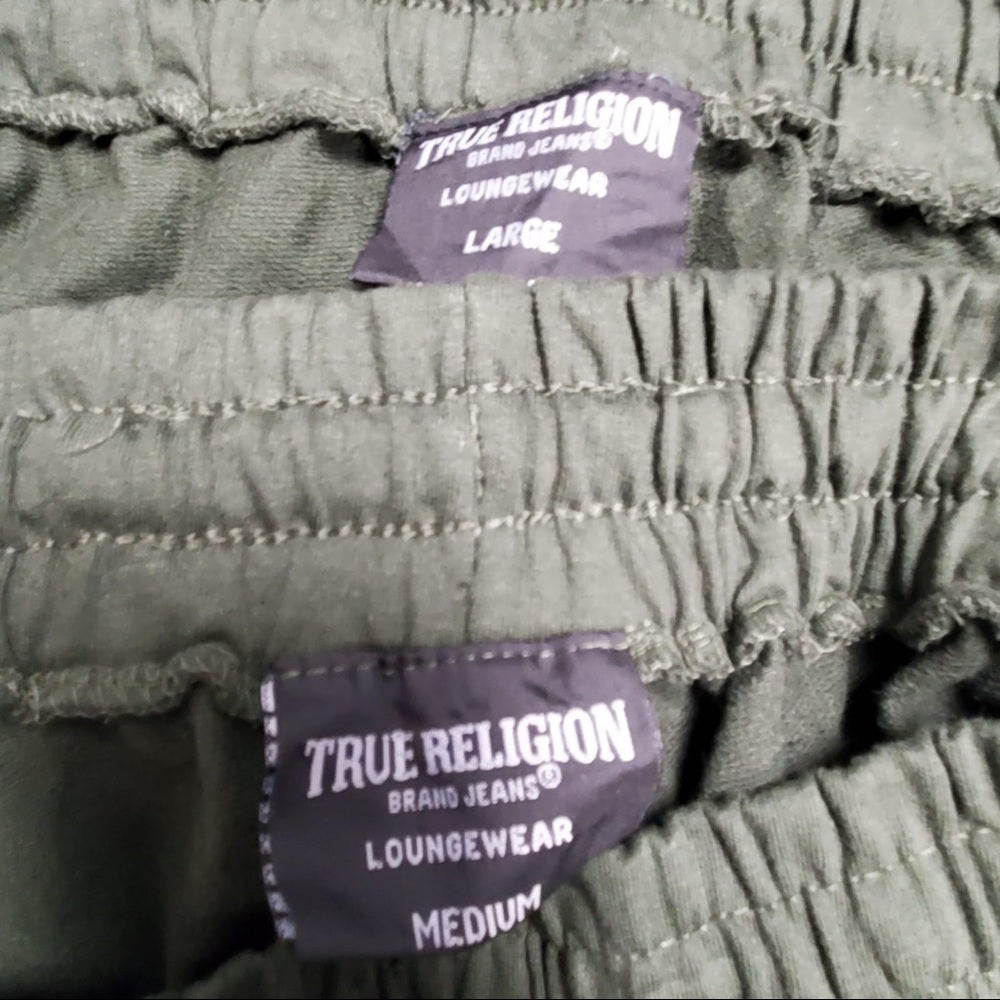 TRUE RELIGION
BRAND JEANS®
LOUNGEWEAR
LARGE
TRUE RELIGION
BRAND JEANS®
LOUNGEWEAR
MEDIUM